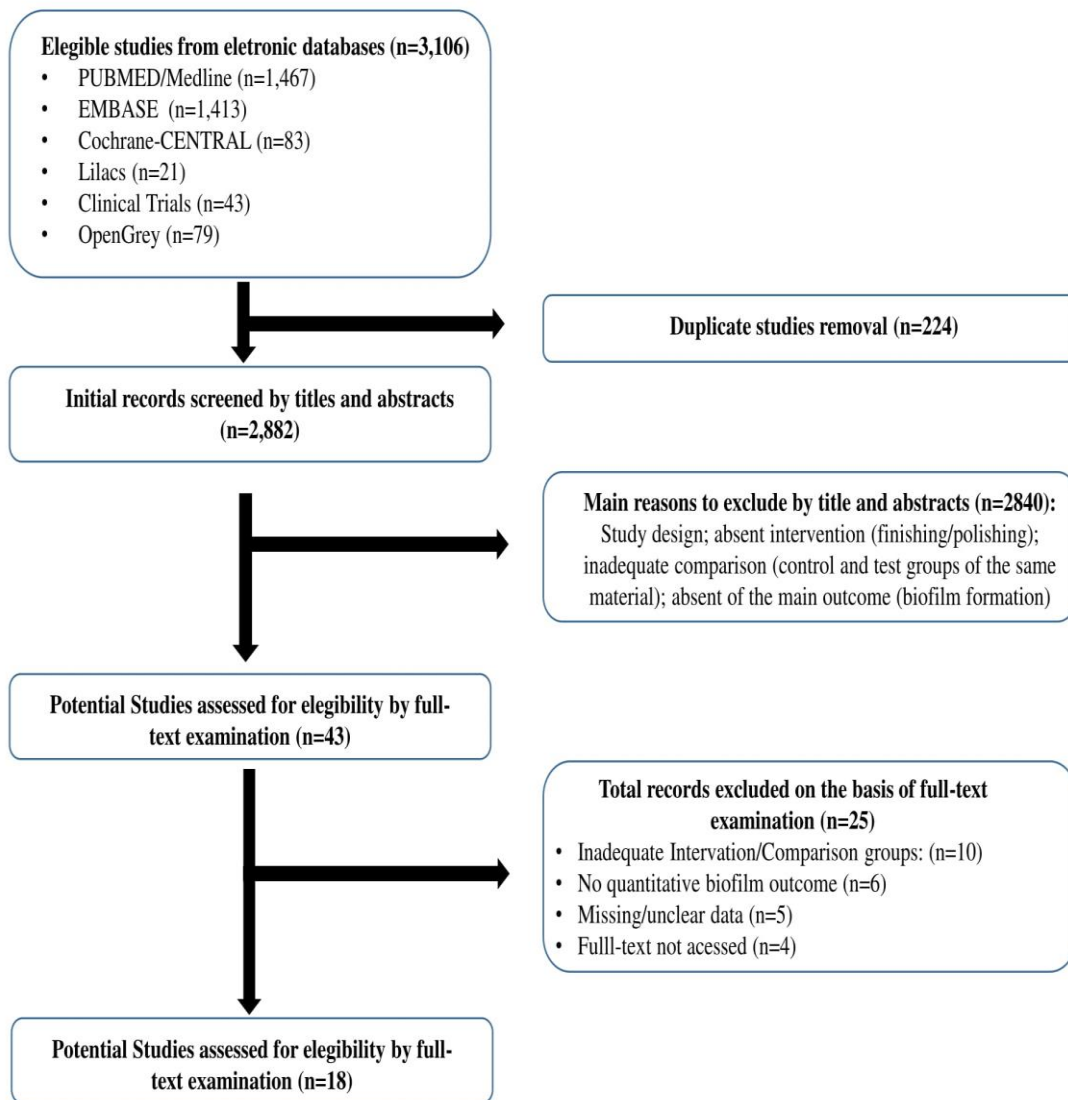 Elegible studies from eletronic databases (n=3,106)
• PUBMED/Medline (n=1,467)
• EMBASE (n=1,413)
• Cochrane-CENTRAL (n=83)
• Lilacs (n=21)
• Clinical Trials (n=43)
• OpenGrey (n=79)
Duplicate studies removal (n=224)
Initial records screened by titles and abstracts
(n=2,882)
Main reasons to exclude by title and abstracts (n=2840):
Study design; absent intervention (finishing/polishing);
inadequate comparison (control and test groups of the same
material); absent of the main outcome (biofilm formation)
Potential Studies assessed for elegibility by full-
text examination (n=43)
Total records excluded on the basis of full-text
examination (n=25)
• Inadequate Intervation/Comparison groups: (n=10)
• No quantitative biofilm outcome (n=6)
• Missing/unclear data (n=5)
• Fulll-text not acessed (n=4)
Potential Studies assessed for elegibility by full-
text examination (n=18)